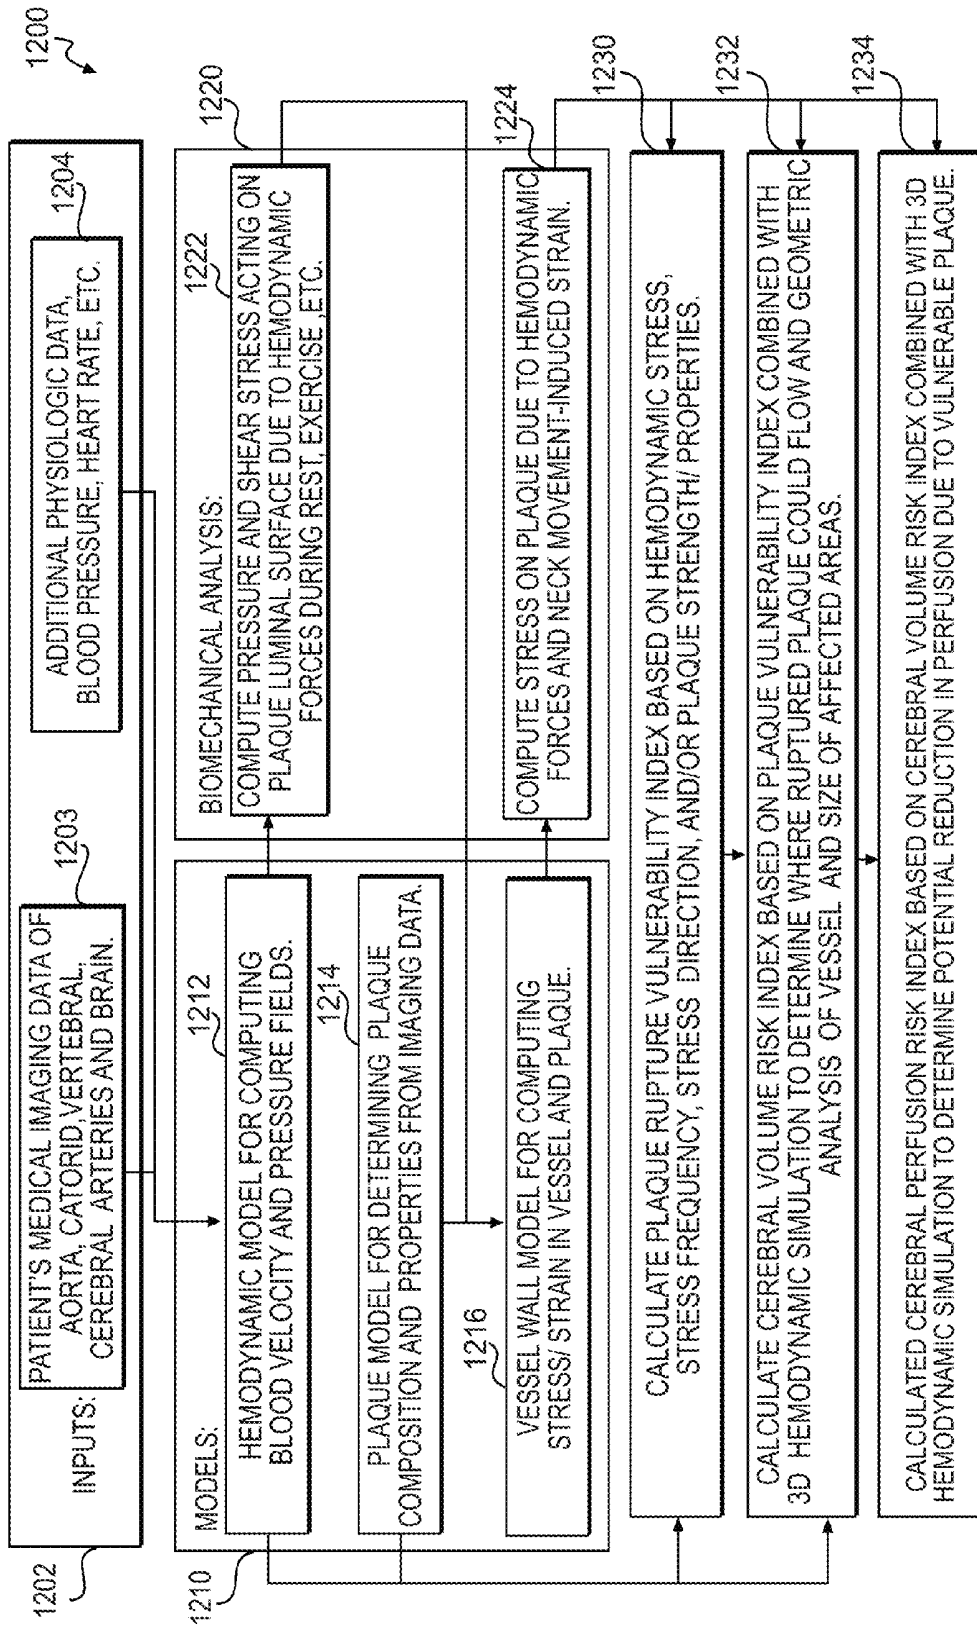 1200
1202
INPUTS:
1203
PATIENT'S MEDICAL IMAGING DATA OF
AORTA, CATORID, VERTEBRAL,
CEREBRAL ARTERIES AND BRAIN.
1204
ADDITIONAL PHYSIOLOGIC DATA,
BLOOD PRESSURE, HEART RATE, ETC.
1210
MODELS:
1212
HEMODYNAMIC MODEL FOR COMPUTING
BLOOD VELOCITY AND PRESSURE FIELDS.
1214
PLAQUE MODEL FOR DETERMINING PLAQUE
COMPOSITION AND PROPERTIES FROM IMAGING DATA.
1216
VESSEL WALL MODEL FOR COMPUTING
STRESS/ STRAIN IN VESSEL AND PLAQUE.
1220
BIOMECHANICAL ANALYSIS:
1222
COMPUTE PRESSURE AND SHEAR STRESS ACTING ON
PLAQUE LUMINAL SURFACE DUE TO HEMODYNAMIC
FORCES DURING REST, EXERCISE ,ETC.
1224
COMPUTE STRESS ON PLAQUE DUE TO HEMODYNAMIC
FORCES AND NECK MOVEMENT-INDUCED STRAIN.
1230
CALCULATE PLAQUE RUPTURE VULNERABILITY INDEX BASED ON HEMODYNAMIC STRESS,
STRESS FREQUENCY, STRESS DIRECTION, AND/OR PLAQUE STRENGTH/ PROPERTIES.
1232
CALCULATE CEREBRAL VOLUME RISK INDEX BASED ON PLAQUE VULNERABILITY INDEX COMBINED WITH
3D HEMODYNAMIC SIMULATION TO DETERMINE WHERE RUPTURED PLAQUE COULD FLOW AND GEOMETRIC
ANALYSIS OF VESSEL AND SIZE OF AFFECTED AREAS.
1234
CALCULATED CEREBRAL PERFUSION RISK INDEX BASED ON CEREBRAL VOLUME RISK INDEX COMBINED WITH 3D
HEMODYNAMIC SIMULATION TO DETERMINE POTENTIAL REDUCTION IN PERFUSION DUE TO VULNERABLE PLAQUE.